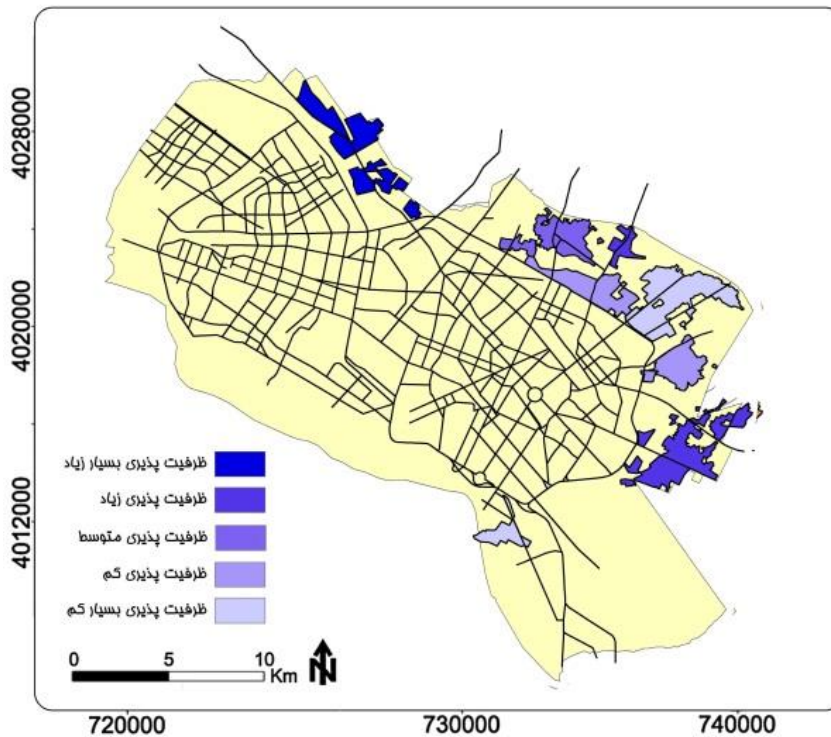 4028000
4020000
4012000
ظرفیت پذیری بسیار زیاد
ظرفیت پذیری زیاد
ظرفیت پذیری متوسط
ظرفیت پذیری کم
ظرفیت پذیری بسیار کم
0 5 10
Km
N
720000 730000 740000